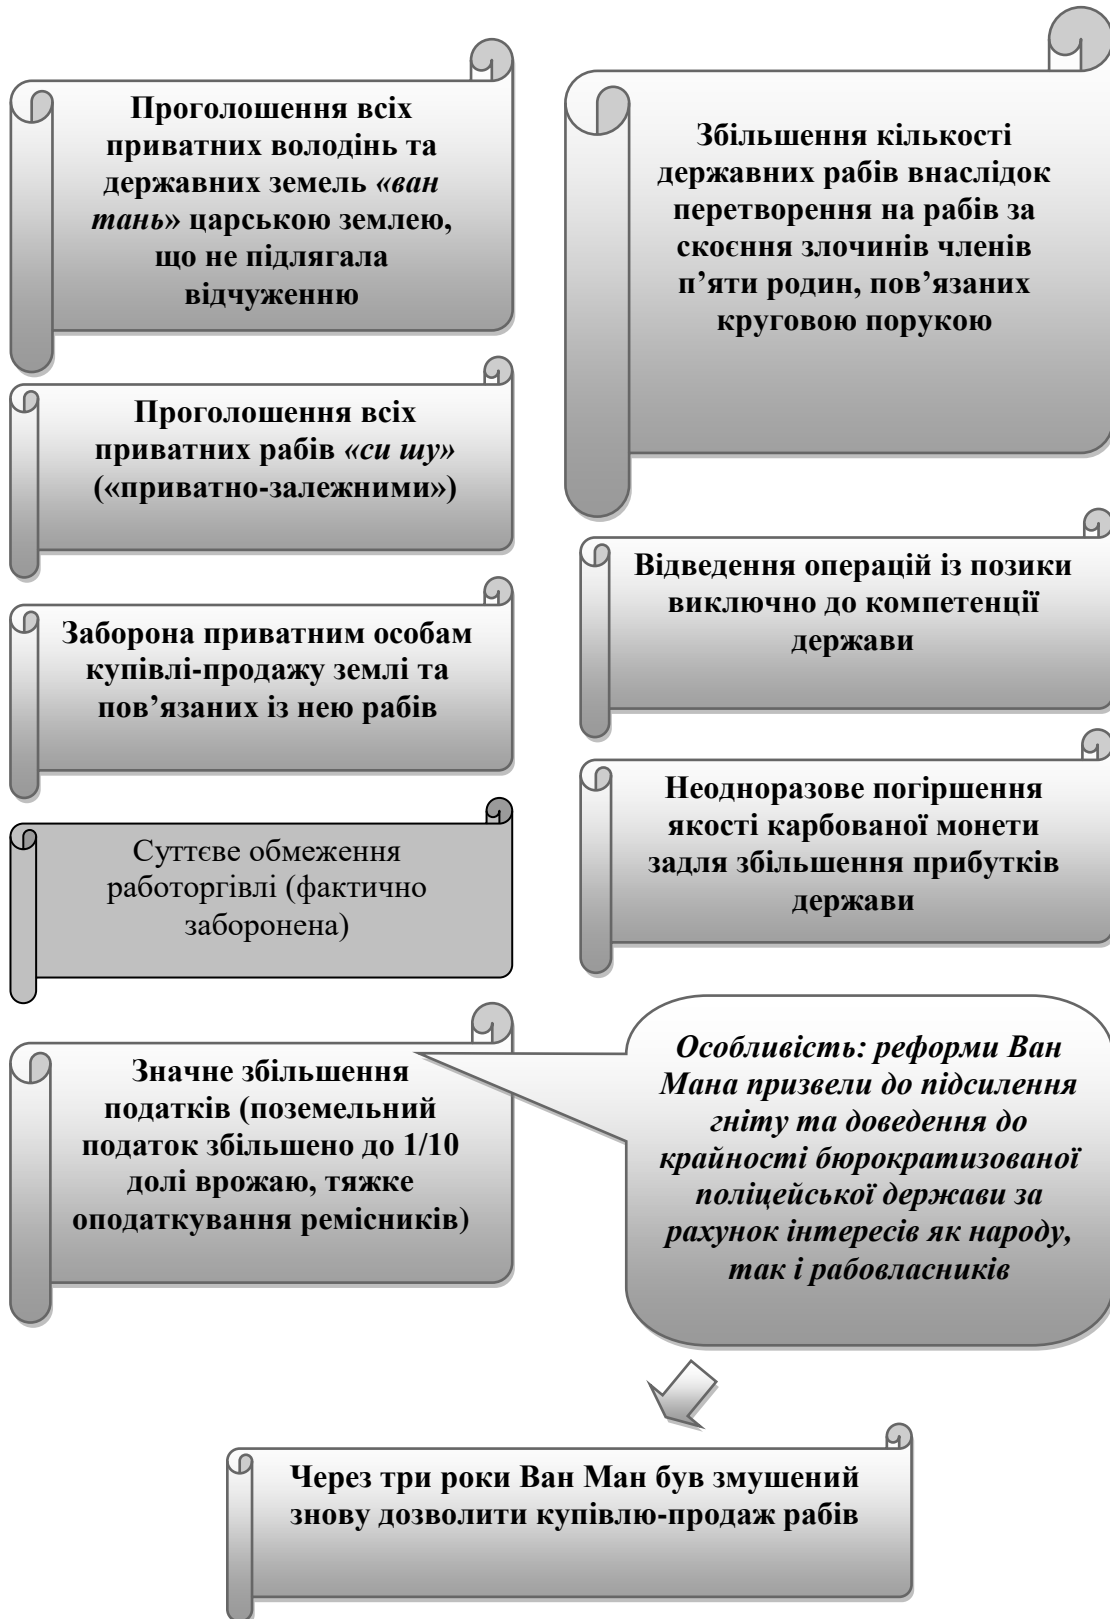 Проголошення всіх
приватних володінь та
державних земель «ван
тань» царською землею,
що не підлягала
відчуженню
Проголошення всіх
приватних рабів «си шу»
(«приватно-залежними»)
Заборона приватним особам
купівлі-продажу землі та
пов’язаних із нею рабів
Суттєве обмеження
работоргівлі (фактично
заборонена)
Значне збільшення
податків (поземельний
податок збільшено до 1/10
долі врожаю, тяжке
оподаткування ремісників)
Збільшення кількості
державних рабів внаслідок
перетворення на рабів за
скоєння злочинів членів
п’яти родин, пов’язаних
круговою порукою
Відведення операцій із позики
виключно до компетенції
держави
Неодноразове погіршення
якості карбованої монети
задля збільшення прибутків
держави
Особливість: реформи Ван
Мана призвели до підсилення
гніту та доведення до
крайності бюрократизованої
поліцейської держави за
рахунок інтересів як народу,
так і рабовласників
Через три роки Ван Ман був змушений
знову дозволити купівлю-продаж рабів